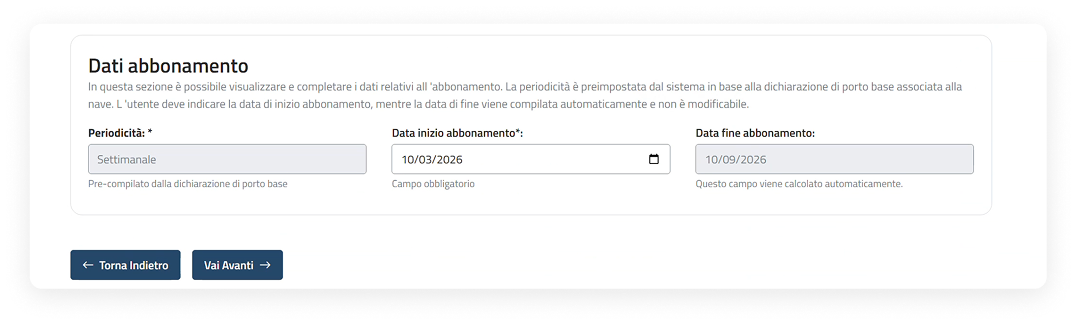 Dati abbonamento
In questa sezione è possibile visualizzare e completare i dati relativi all 'abbonamento. La periodicità è preimpostata dal sistema in base alla dichiarazione di porto base associata alla
nave. L 'utente deve indicare la data di inizio abbonamento, mentre la data di fine viene compilata automaticamente e non è modificabile.
Periodicità: *
Data inizio abbonamento*:
Data fine abbonamento:
Settimanale
10/03/2026
10/09/2026
Pre-compilato dalla dichiarazione di porto base
Campo obbligatorio
Questo campo viene calcolato automaticamente.
← Torna Indietro
Vai Avanti →